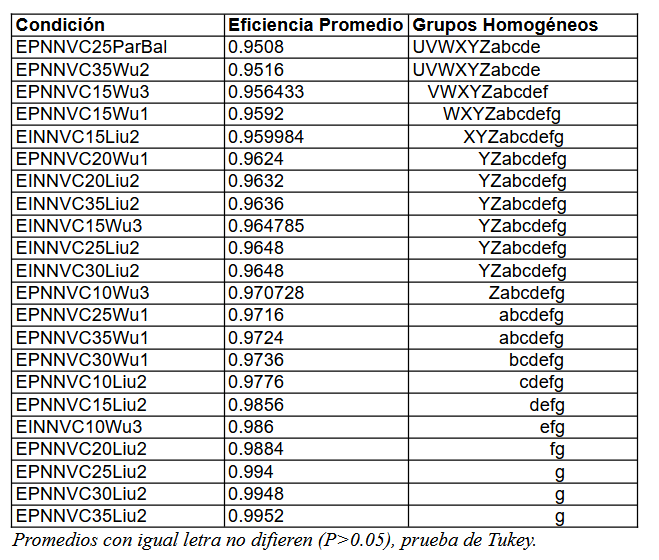 Condición Eficiencia Promedio Grupos Homogéneos
EPNNVC25ParBal 0.9508 UVWXYZabcde
EPNNVC35Wu2 0.9516 UVWXYZabcde
EPNNVC15Wu3 0.956433 VWXYZabcdef
EPNNVC15Wu1 0.9592 WXYZabcdefg
EINNVC15Liu2 0.959984 XYZabcdefg
EPNNVC20Wu1 0.9624 YZabcdefg
EINNVC20Liu2 0.9632 YZabcdefg
EINNVC35Liu2 0.9636 YZabcdefg
EINNVC15Wu3 0.964785 YZabcdefg
EINNVC25Liu2 0.9648 YZabcdefg
EINNVC30Liu2 0.9648 YZabcdefg
EPNNVC10Wu3 0.970728 Zabcdefg
EPNNVC25Wu1 0.9716 abcdefg
EPNNVC35Wu1 0.9724 abcdefg
EPNNVC30Wu1 0.9736 bcdefg
EPNNVC10Liu2 0.9776 cdefg
EPNNVC15Liu2 0.9856 defg
EINNVC10Wu3 0.986 efg
EPNNVC20Liu2 0.9884 fg
EPNNVC25Liu2 0.994 g
EPNNVC30Liu2 0.9948 g
EPNNVC35Liu2 0.9952 g
Promedios con igual letra no difieren (P>0.05), prueba de Tukey.